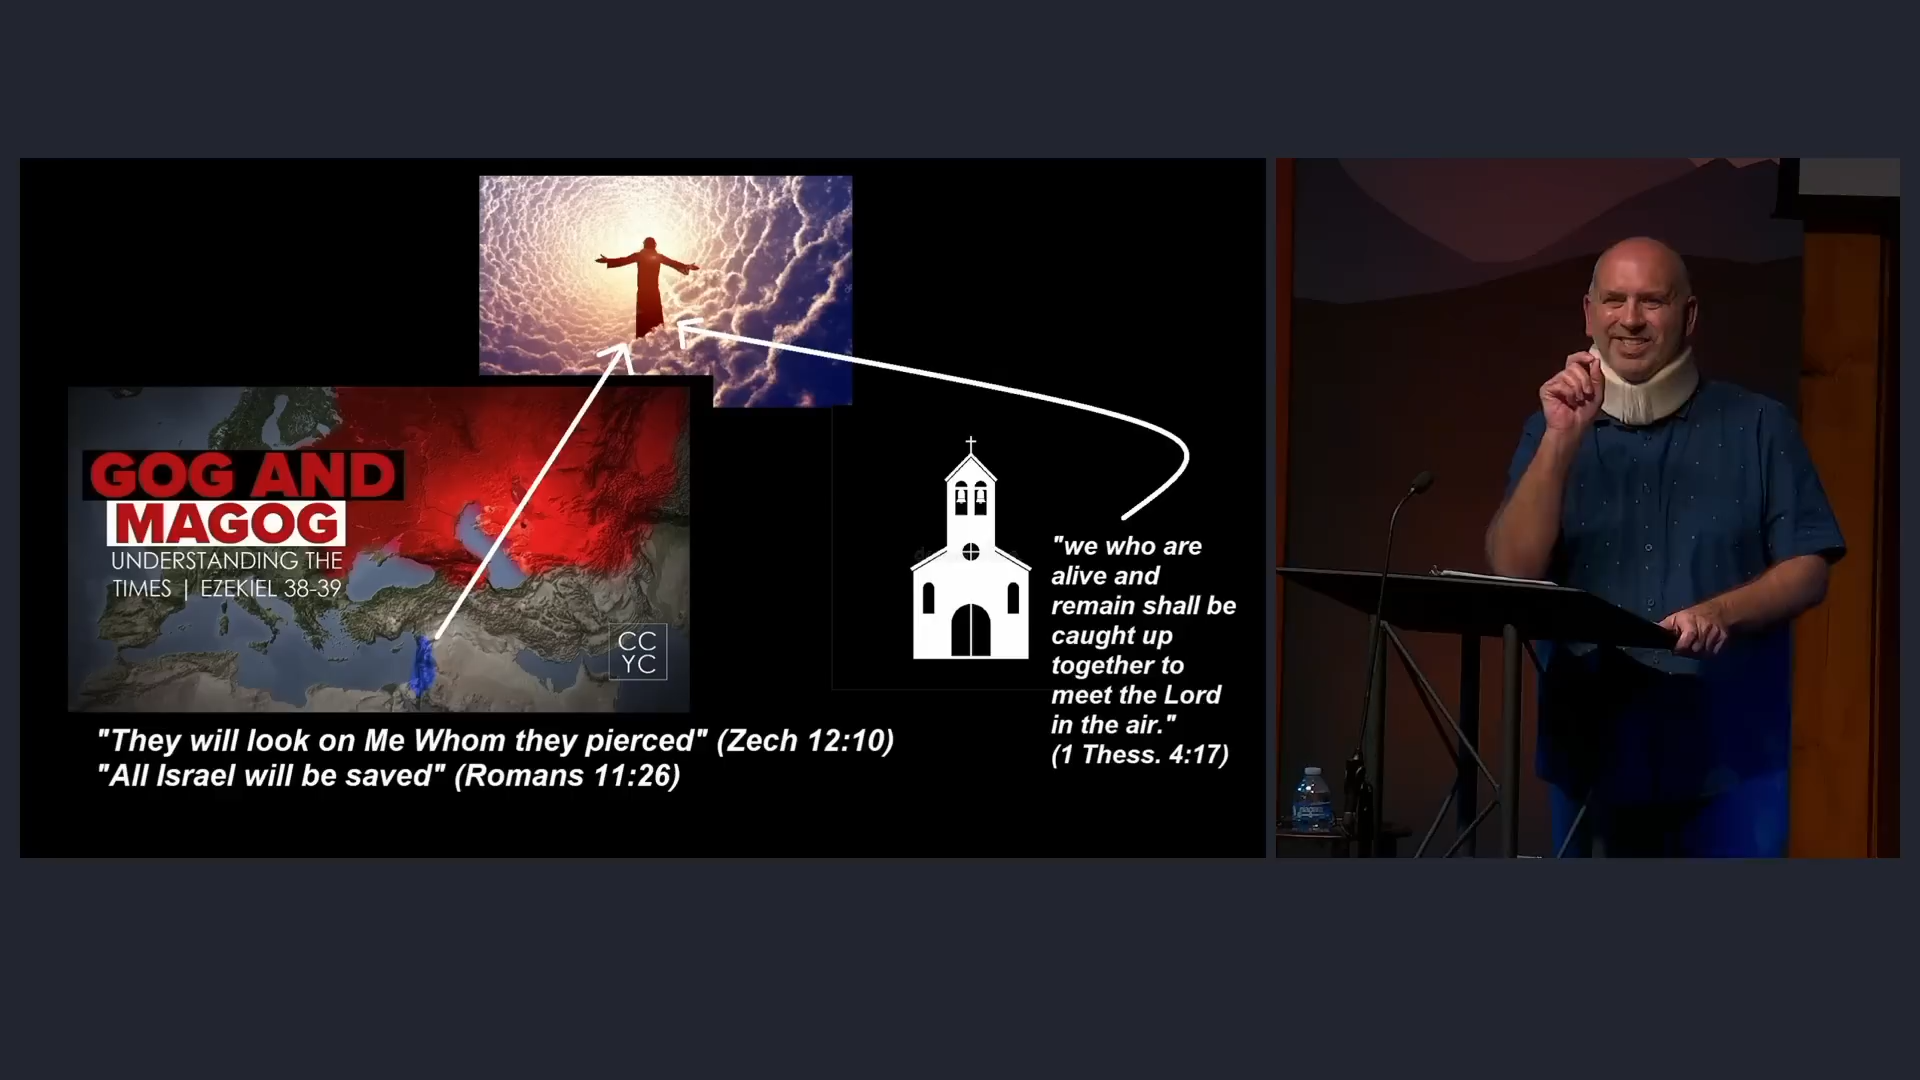 GOG AND
MAGOG
UNDERSTANDING THE
TIMES | EZEKIEL 38-39
CC
YC
"They will look on Me Whom they pierced" (Zech 12:10)
"All Israel will be saved" (Romans 11:26)
"we who are
alive and
remain shall be
caught up
together to
meet the Lord
in the air."
(1 Thess. 4:17)